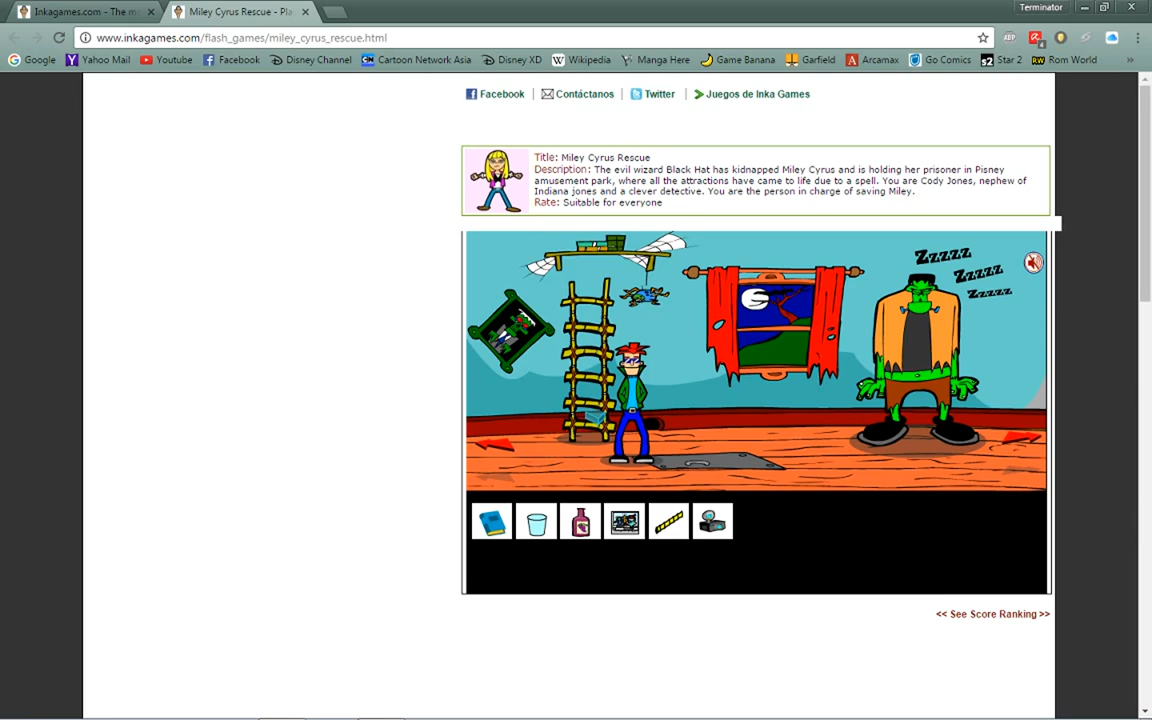 Inkagames.com - The m
Miley Cyrus Rescue - Pla
Terminator
www.inkagames.com/flash_games/miley_cyrus_rescue.html
ABP
4
Google
Yahoo Mail
Youtube
Facebook
Disney Channel
Cartoon Network Asia
Disney XD
Wikipedia
Manga Here
Game Banana
Garfield
Arcamax
Go Comics
Star 2
Rom World
Facebook | Contáctanos | Twitter | Juegos de Inka Games
Title: Miley Cyrus Rescue
Description: The evil wizard Black Hat has kidnapped Miley Cyrus and is holding her prisoner in Pisney
amusement park, where all the attractions have came to life due to a spell. You are Cody Jones, nephew of
Indiana jones and a clever detective. You are the person in charge of saving Miley.
Rate: Suitable for everyone
Zzzzz
Zzzzz
Zzzzz
<< See Score Ranking >>